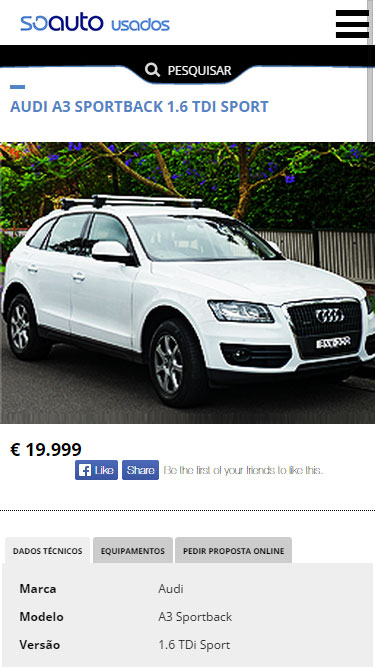 soauto usados
PESQUISAR
AUDI A3 SPORTBACK 1.6 TDI SPORT
€ 19.999
Like Share Be the first of your friends to like this.
DADOS TÉCNICOS EQUIPAMENTOS PEDIR PROPOSTA ONLINE
Marca Audi
Modelo A3 Sportback
Versão 1.6 TDi Sport